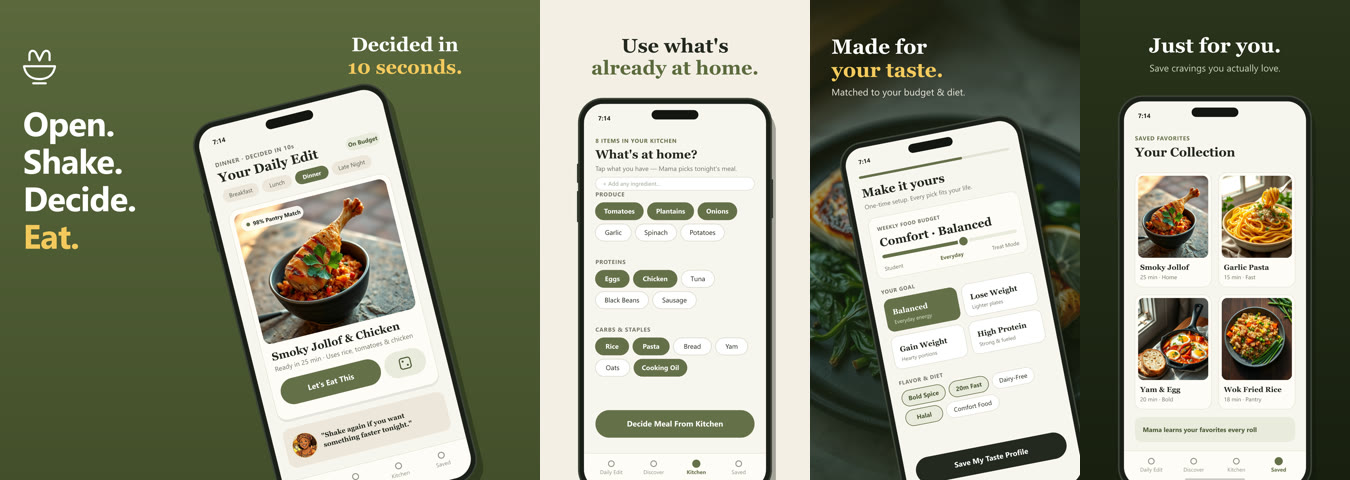 Open.
Shake.
Decide.
Eat.
Decided in
10 seconds.
7:14
DINNER · DECIDED IN 10s
Your Daily Edit
On Budget
Breakfast
Lunch
Dinner
Late Night
98% Pantry Match
Smoky Jollof & Chicken
Ready in 25 min · Uses rice, tomatoes & chicken
Let's Eat This
"Shake again if you want
something faster tonight."
Kitchen
Saved
Use what's
already at home.
7:14
8 ITEMS IN YOUR KITCHEN
What's at home?
Tap what you have — Mama picks tonight's meal.
+ Add any ingredient...
PRODUCE
Tomatoes
Plantains
Onions
Garlic
Spinach
Potatoes
PROTEINS
Eggs
Chicken
Tuna
Black Beans
Sausage
CARBS & STAPLES
Rice
Pasta
Bread
Yam
Oats
Cooking Oil
Decide Meal From Kitchen
Daily Edit
Discover
Kitchen
Saved
Made for
your taste.
Matched to your budget & diet.
7:14
Make it yours
One-time setup. Every pick fits your life.
WEEKLY FOOD BUDGET
Comfort · Balanced
Student
Everyday
Treat Mode
YOUR GOAL
Balanced
Everyday energy
Lose Weight
Lighter plates
Gain Weight
Hearty portions
High Protein
Strong & fueled
FLAVOR & DIET
Bold Spice
20m Fast
Dairy-Free
Halal
Comfort Food
Save My Taste Profile
Just for you.
Save cravings you actually love.
7:14
SAVED FAVORITES
Your Collection
Smoky Jollof
25 min · Home
Garlic Pasta
15 min · Fast
Yam & Egg
20 min · Bold
Wok Fried Rice
18 min · Pantry
Mama learns your favorites every roll
Daily Edit
Discover
Kitchen
Saved